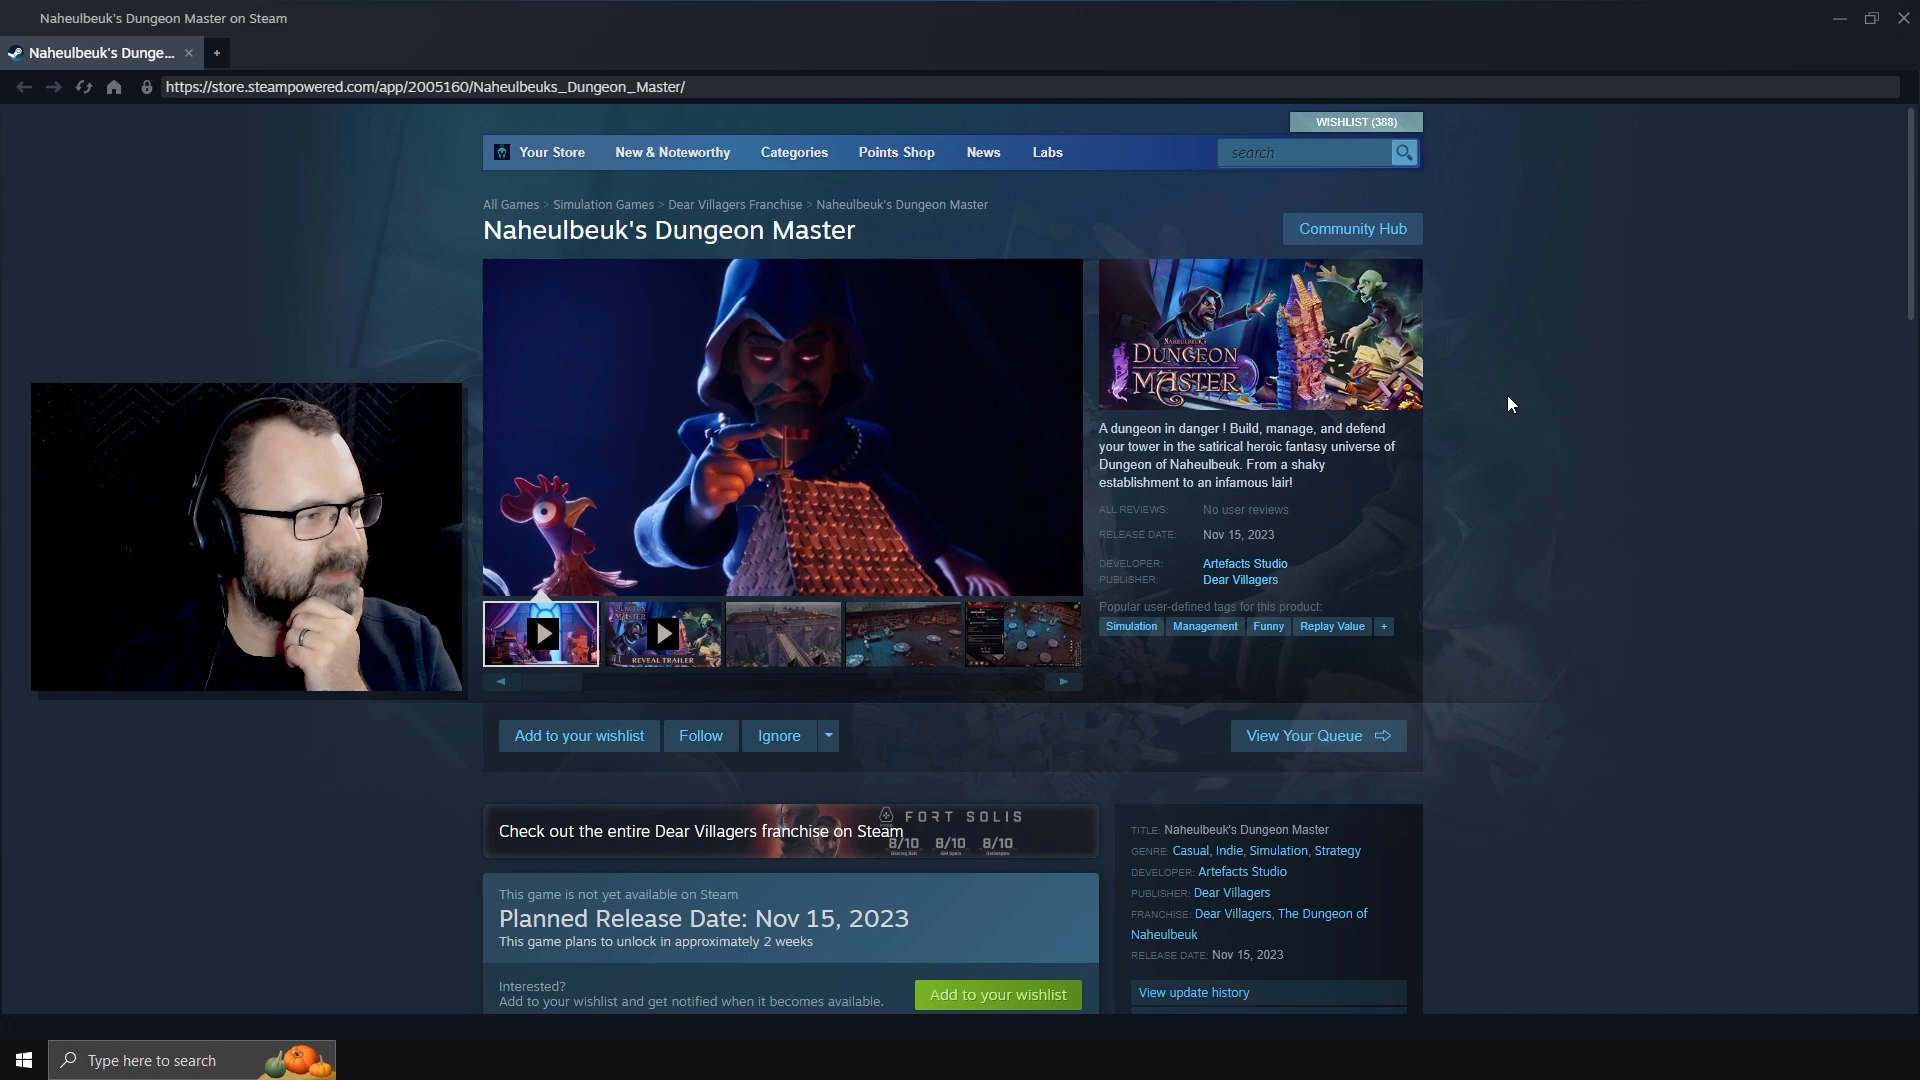 Naheulbeuk's Dungeon Master on Steam
Naheulbeuk's Dunge...
https://store.steampowered.com/app/2005160/Naheulbeuks_Dungeon_Master/
WISHLIST (388)
Your Store
New & Noteworthy
Categories
Points Shop
News
Labs
search
All Games > Simulation Games > Dear Villagers Franchise > Naheulbeuk's Dungeon Master
Naheulbeuk's Dungeon Master
Community Hub
NAHEULBEUK'S
DUNGEON
MASTER
A dungeon in danger ! Build, manage, and defend
your tower in the satirical heroic fantasy universe of
Dungeon of Naheulbeuk. From a shaky
establishment to an infamous lair!
ALL REVIEWS: No user reviews
RELEASE DATE: Nov 15, 2023
DEVELOPER: Artefacts Studio
PUBLISHER: Dear Villagers
Popular user-defined tags for this product:
Simulation Management Funny Replay Value +
DUNGEON
MASTER
REVEAL TRAILER
Add to your wishlist
Follow
Ignore
View Your Queue
Check out the entire Dear Villagers franchise on Steam
FORT SOLIS
8/10 8/10 8/10
This game is not yet available on Steam
Planned Release Date: Nov 15, 2023
This game plans to unlock in approximately 2 weeks
Interested?
Add to your wishlist and get notified when it becomes available.
Add to your wishlist
TITLE: Naheulbeuk's Dungeon Master
GENRE: Casual, Indie, Simulation, Strategy
DEVELOPER: Artefacts Studio
PUBLISHER: Dear Villagers
FRANCHISE: Dear Villagers, The Dungeon of
Naheulbeuk
RELEASE DATE: Nov 15, 2023
View update history
Type here to search